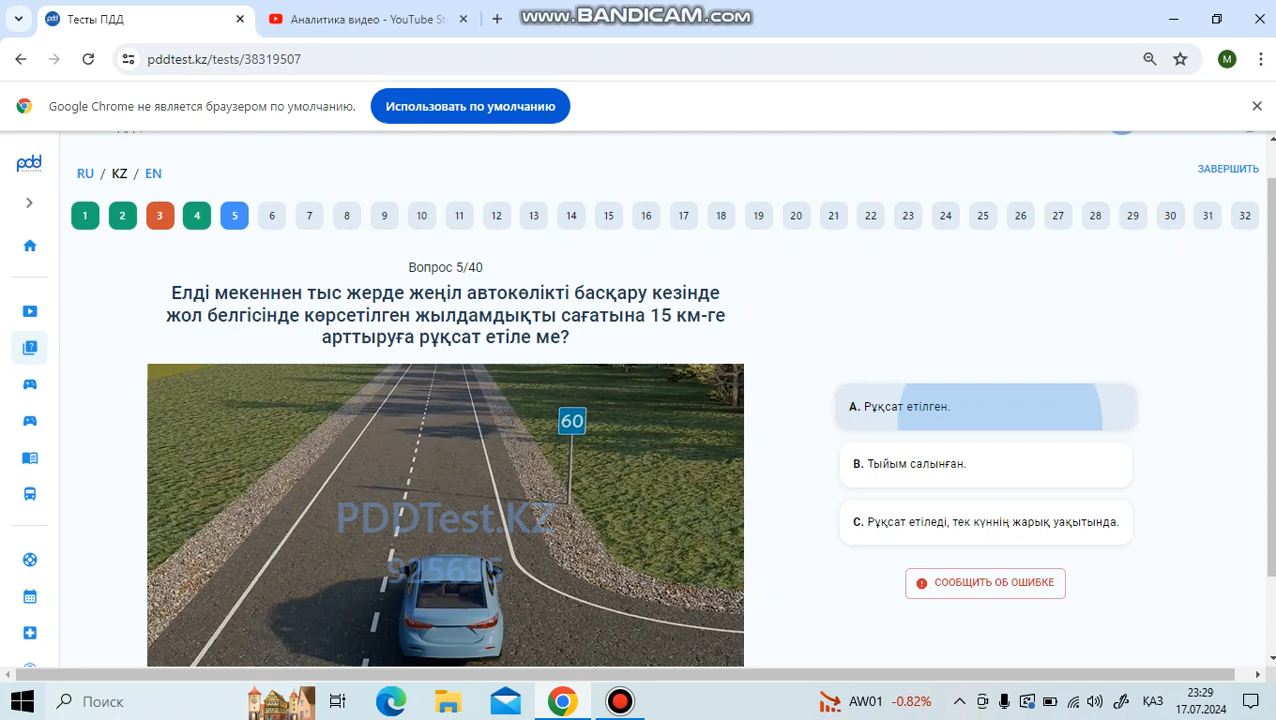 WWW.BANDICAM.COM
Тесты ПДД
Аналитика видео - YouTube St
pddtest.kz/tests/38319507
M
Google Chrome не является браузером по умолчанию.
Использовать по умолчанию
pdd
RU / KZ / EN
ЗАВЕРШИТЬ
1 2 3 4 5 6 7 8 9 10 11 12 13 14 15 16 17 18 19 20 21 22 23 24 25 26 27 28 29 30 31 32
Вопрос 5/40
Елді мекеннен тыс жерде жеңіл автокөлікті басқару кезінде
жол белгісінде көрсетілген жылдамдықты сағатына 15 км-ге
арттыруға рұқсат етіле ме?
60
PDDTest.KZ
925695
A. Рұқсат етілген.
B. Тыйым салынған.
C. Рұқсат етіледі, тек күннің жарық уақытында.
СООБЩИТЬ ОБ ОШИБКЕ
Поиск
AW01 -0.82%
ҚАЗ
23:29
17.07.2024